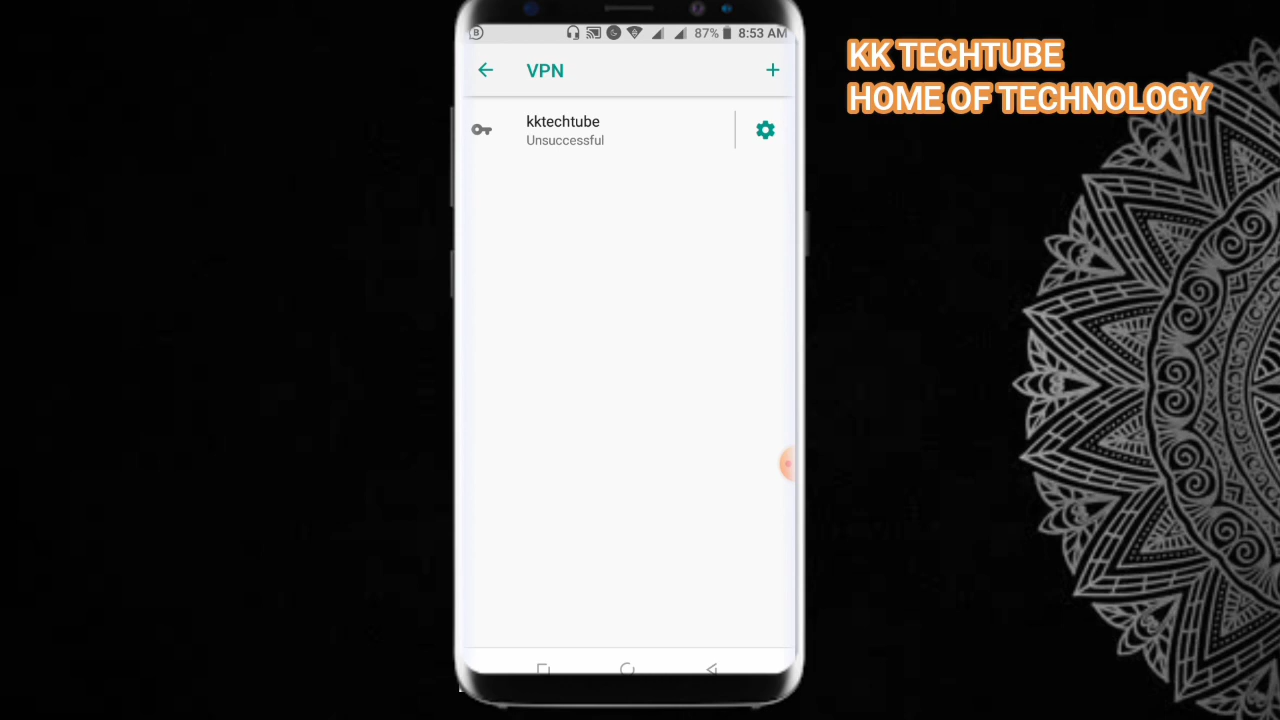 87% 8:53 AM
VPN
kktechtube
Unsuccessful
KK TECHTUBE
HOME OF TECHNOLOGY